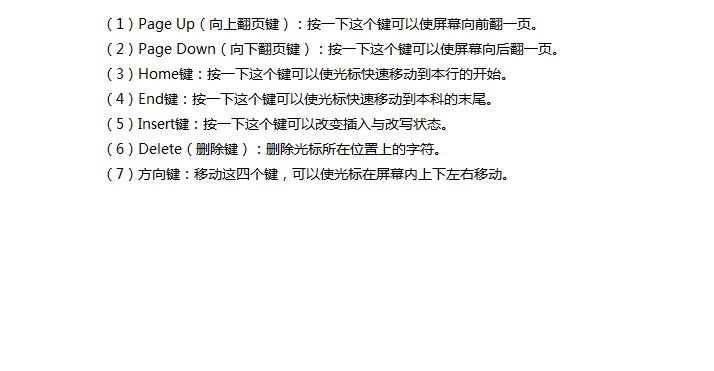 （1）Page Up（向上翻页键）：按一下这个键可以使屏幕向前翻一页。
（2）Page Down（向下翻页键）：按一下这个键可以使屏幕向后翻一页。
（3）Home键：按一下这个键可以使光标快速移动到本行的开始。
（4）End键：按一下这个键可以使光标快速移动到本科的末尾。
（5）Insert键：按一下这个键可以改变插入与改写状态。
（6）Delete（删除键）：删除光标所在位置上的字符。
（7）方向键：移动这四个键，可以使光标在屏幕内上下左右移动。